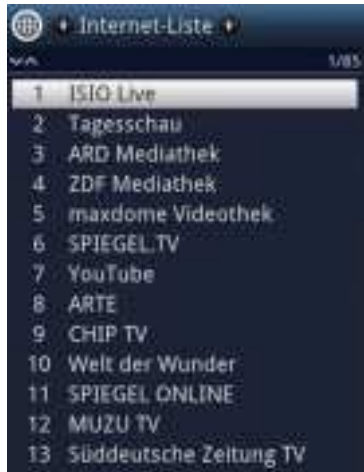 Internet-Liste
1/85
1 ISIO Live
2 Tagesschau
3 ARD Mediathek
4 ZDF Mediathek
5 maxdome Videothek
6 SPIEGEL.TV
7 YouTube
8 ARTE
9 CHIP TV
10 Welt der Wunder
11 SPIEGEL ONLINE
12 MUZU TV
13 Süddeutsche Zeitung TV